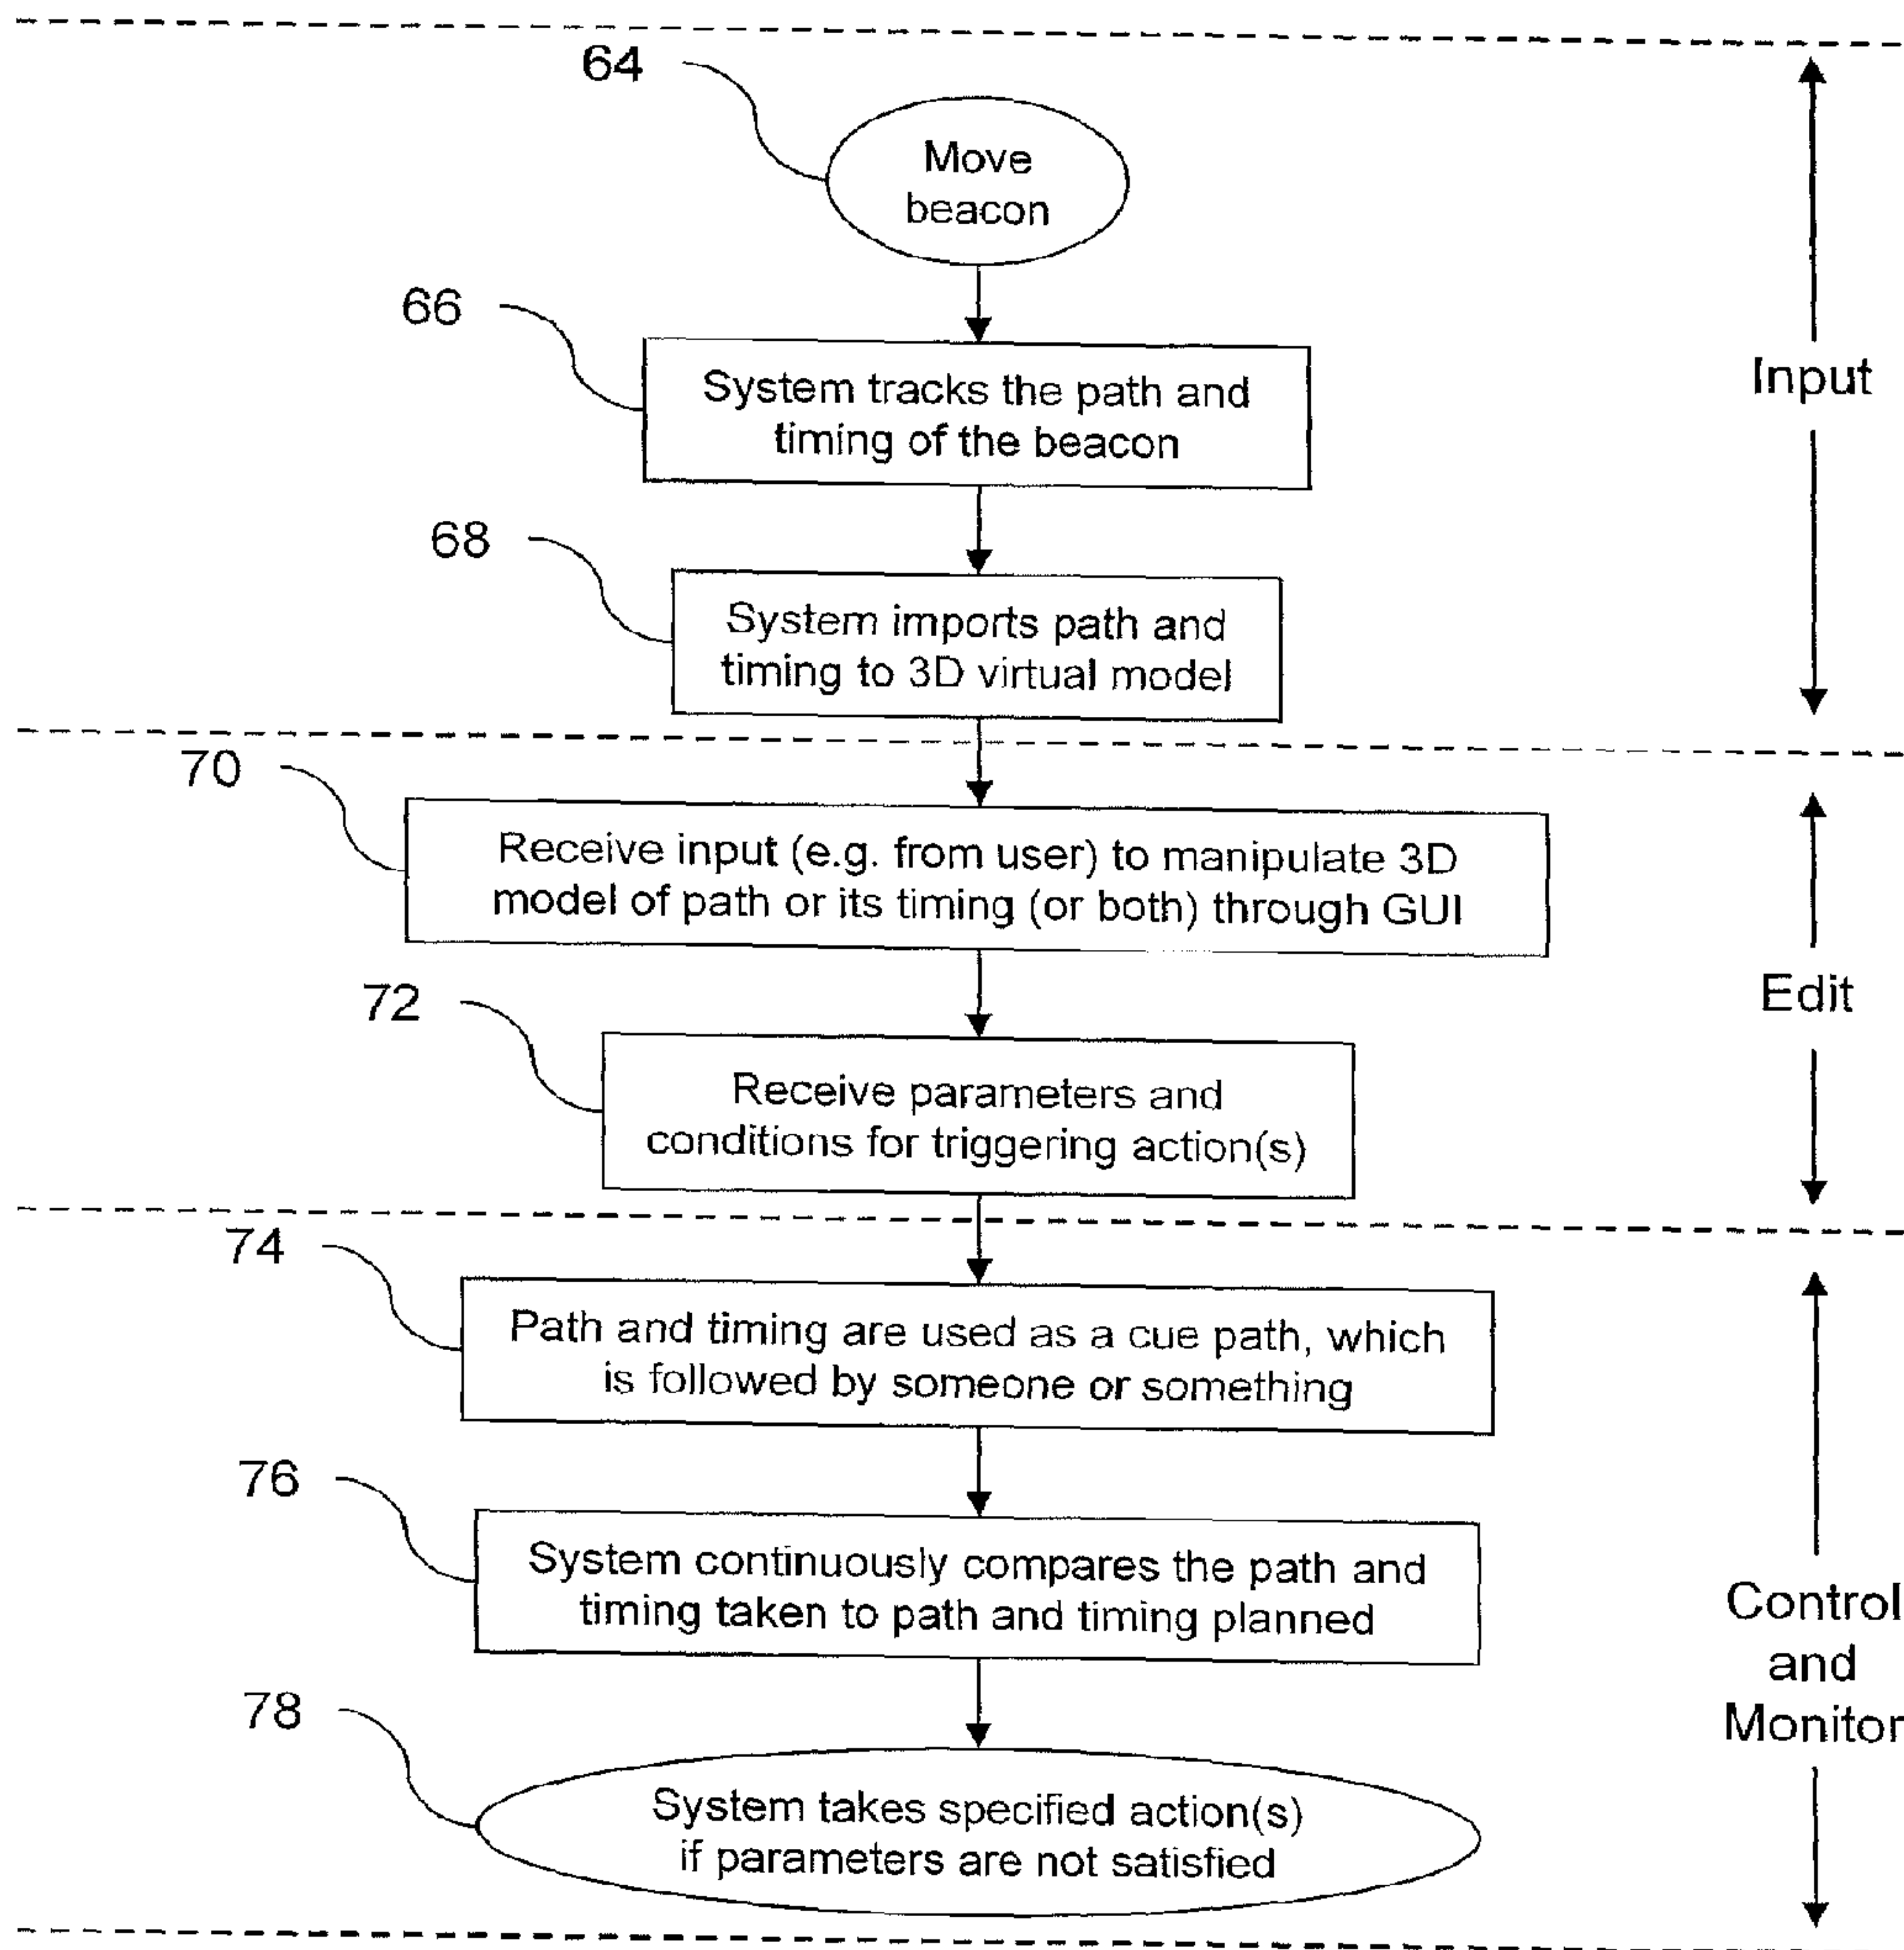 64
Move
beacon
66
System tracks the path and
timing of the beacon
Input
68
System imports path and
timing to 3D virtual model
70
Receive input (e.g. from user) to manipulate 3D
model of path or its timing (or both) through GUI
Edit
72
Receive parameters and
conditions for triggering action(s)
74
Path and timing are used as a cue path, which
is followed by someone or something
76
System continuously compares the path and
timing taken to path and timing planned
Control
and
Monitor
78
System takes specified action(s)
if parameters are not satisfied